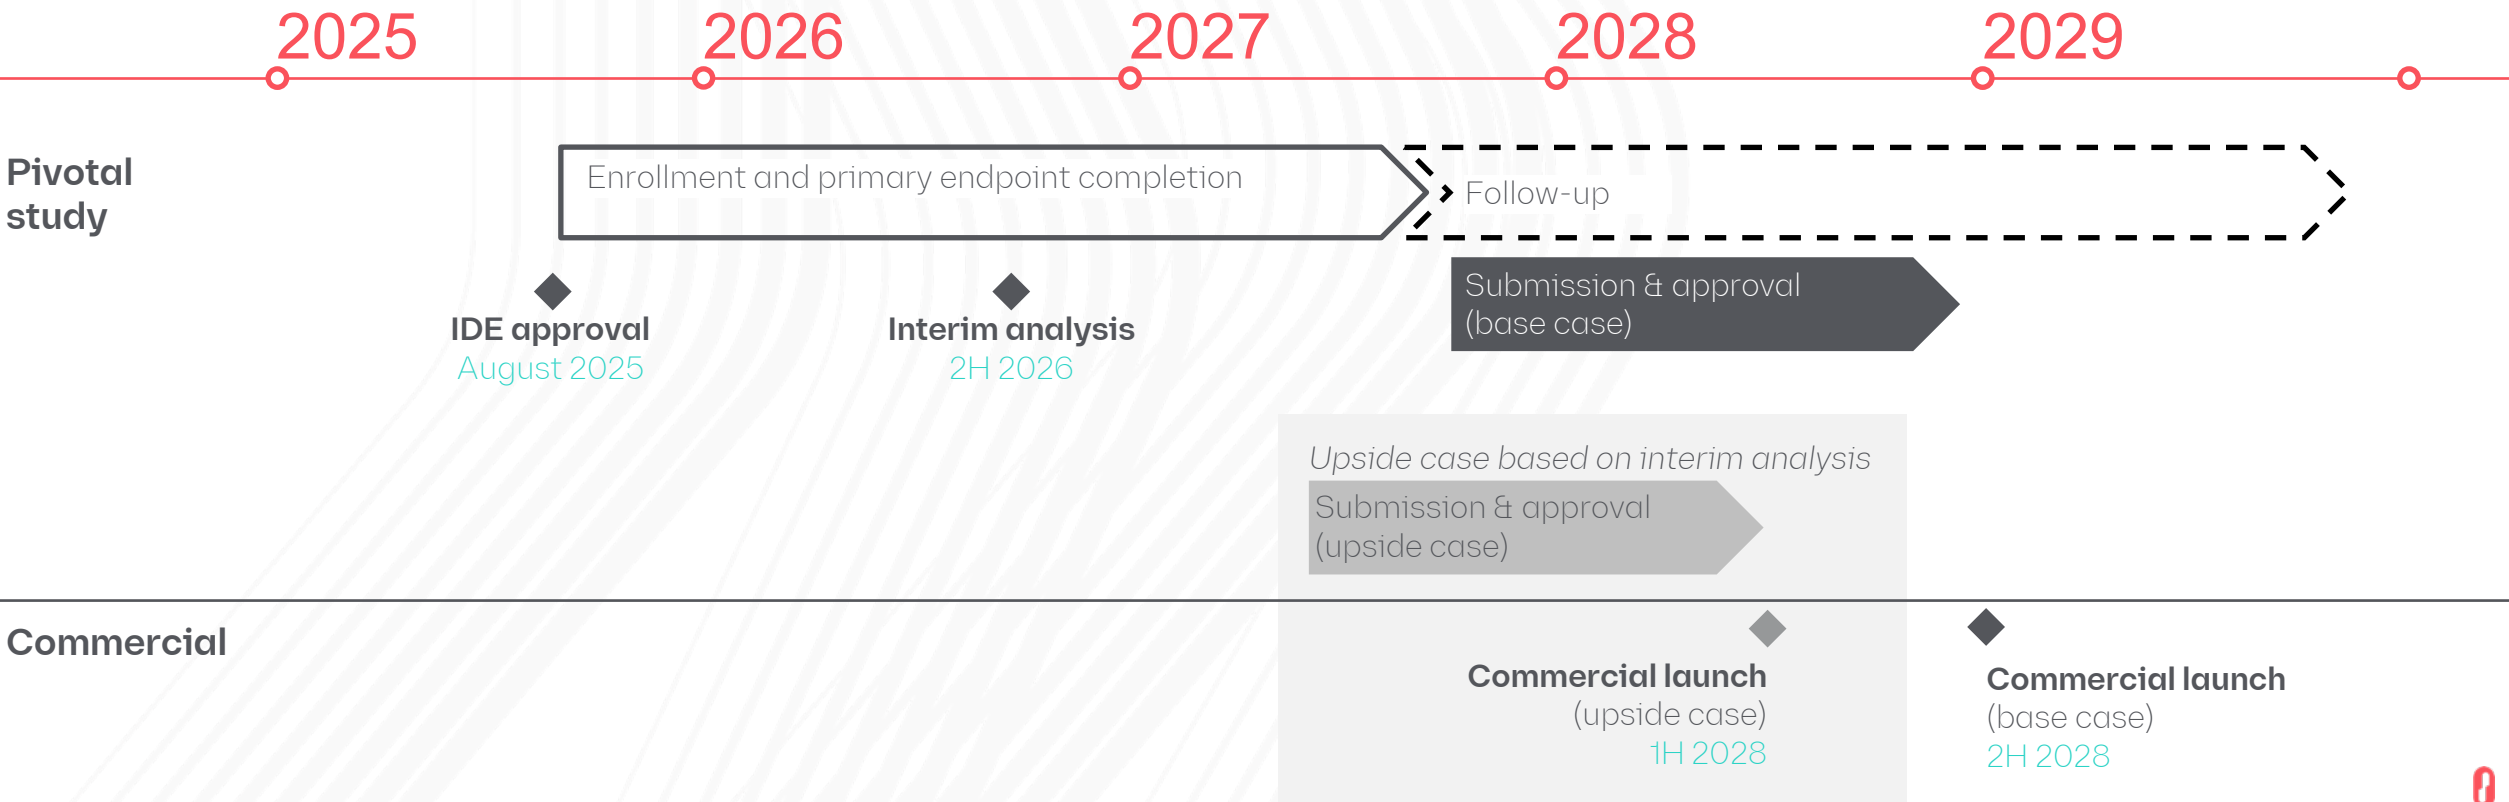 2025 2026 2027 2028 2029
Pivotal
study
Enrollment and primary endpoint completion
Follow-up
Submission & approval
(base case)
IDE approval
August 2025
Interim analysis
2H 2026
Upside case based on interim analysis
Submission & approval
(upside case)
Commercial
Commercial launch
(upside case)
1H 2028
Commercial launch
(base case)
2H 2028